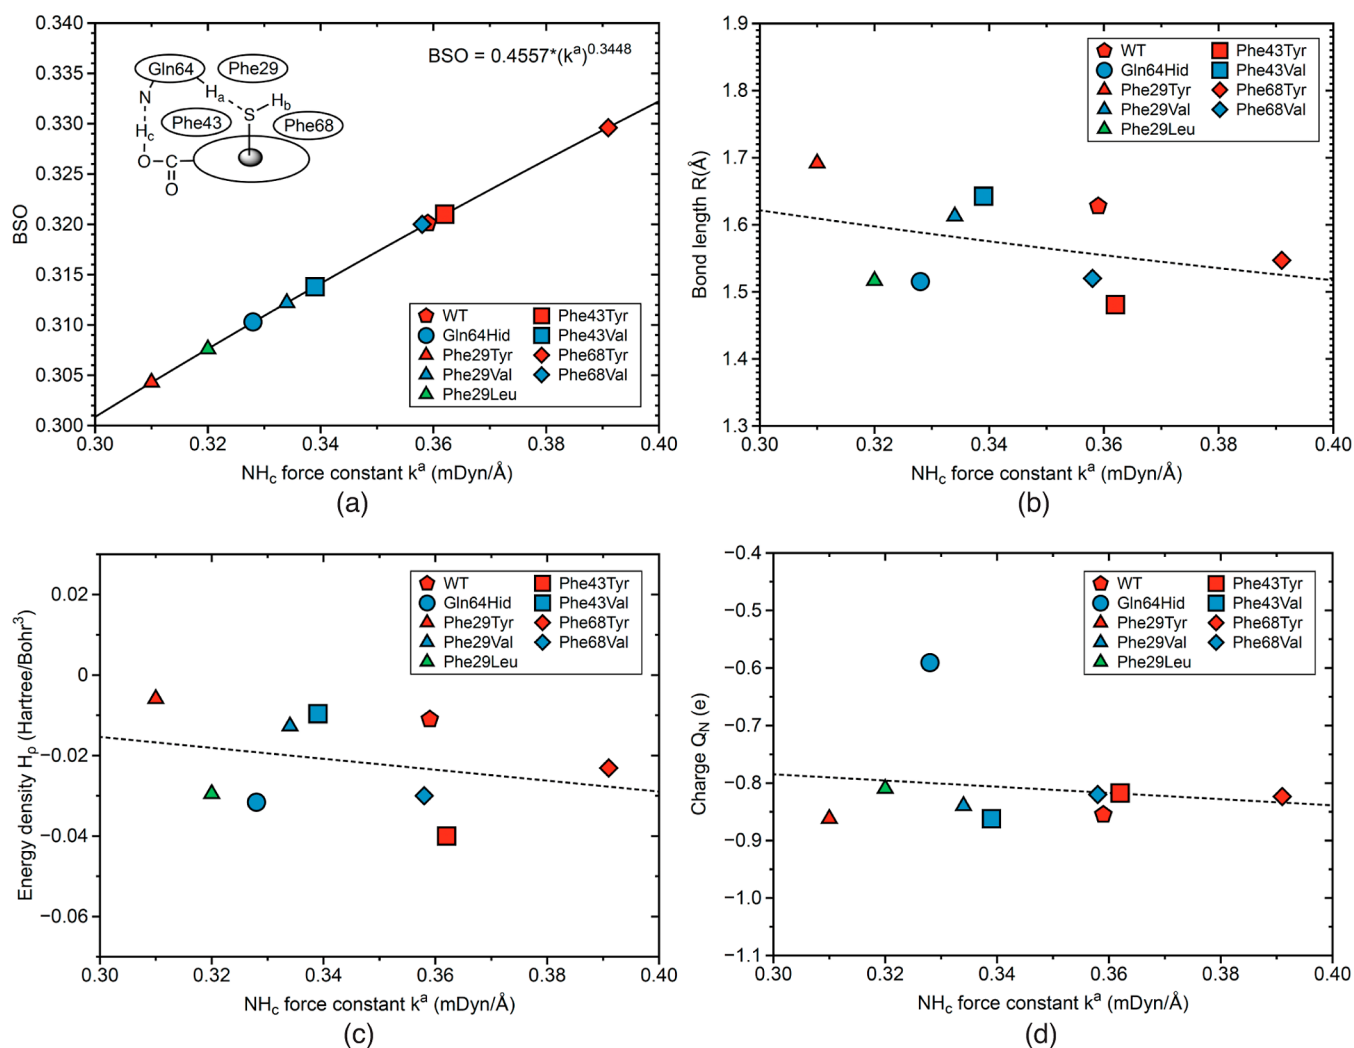 0.340
0.335
0.330
0.325
0.320
0.315
0.310
0.305
0.300
BSO
BSO = 0.4557*(kᵃ)⁰·³⁴⁴⁸
Gln64
Phe29
N
Hₐ
S
H_b
Phe43
Phe68
H_c
O
C
O
WT
Gln64Hid
Phe29Tyr
Phe29Val
Phe29Leu
Phe43Tyr
Phe43Val
Phe68Tyr
Phe68Val
0.30 0.32 0.34 0.36 0.38 0.40
NH_c force constant kᵃ (mDyn/Å)
(a)
1.9
1.8
1.7
1.6
1.5
1.4
1.3
Bond length R(Å)
WT
Gln64Hid
Phe29Tyr
Phe29Val
Phe29Leu
Phe43Tyr
Phe43Val
Phe68Tyr
Phe68Val
0.30 0.32 0.34 0.36 0.38 0.40
NH_c force constant kᵃ (mDyn/Å)
(b)
0.02
0
−0.02
−0.04
−0.06
Energy density Hᵨ (Hartree/Bohr³)
WT
Gln64Hid
Phe29Tyr
Phe29Val
Phe29Leu
Phe43Tyr
Phe43Val
Phe68Tyr
Phe68Val
0.30 0.32 0.34 0.36 0.38 0.40
NH_c force constant kᵃ (mDyn/Å)
(c)
−0.4
−0.5
−0.6
−0.7
−0.8
−0.9
−1.0
−1.1
Charge Q_N (e)
WT
Gln64Hid
Phe29Tyr
Phe29Val
Phe29Leu
Phe43Tyr
Phe43Val
Phe68Tyr
Phe68Val
0.30 0.32 0.34 0.36 0.38 0.40
NH_c force constant kᵃ (mDyn/Å)
(d)